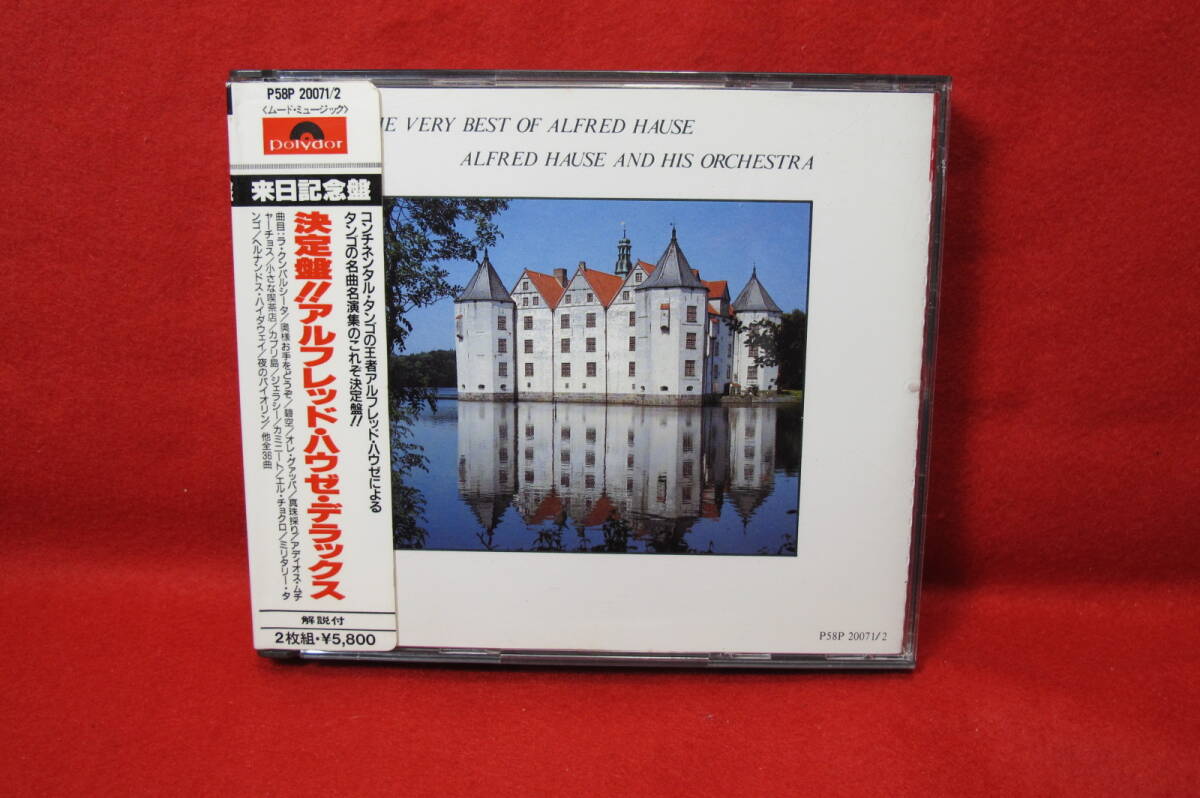 P58P 20071/2
〈ムード・ミュージック〉
polydor
来日記念盤
コンチネンタル・タンゴの王者アルフレッド・ハウゼによる
タンゴの名曲名演集のこれぞ決定盤!!
決定盤!!アルフレッド・ハウゼ・デラックス
曲目:ラ・クンパルシータ/奥様お手をどうぞ/碧空/オレ・グァッパ/真珠採り/アディオス・ムチ
ャーチョス/小さな喫茶店/カプリ島/ジェラシー/カミニート/エル・チョクロ/ミリタリー・タ
ンゴ/ヘルナンドス・ハイダウェイ/夜のバイオリン/他全36曲
解説付
2枚組・¥5,800
VERY BEST OF ALFRED HAUSE
ALFRED HAUSE AND HIS ORCHESTRA
P58P 20071/2